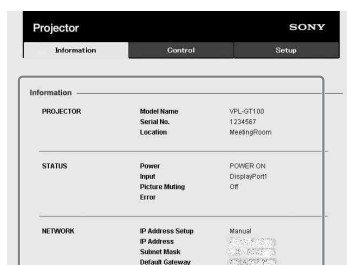 Projector SONY
Information Control Setup
Information
PROJECTOR Model Name VPL-GT100
Serial No. 1234567
Location MeetingRoom
STATUS Power POWER ON
Input DisplayPort1
Picture Muting Off
Error
NETWORK IP Address Setup Manual
IP Address
Subnet Mask
Default Gateway